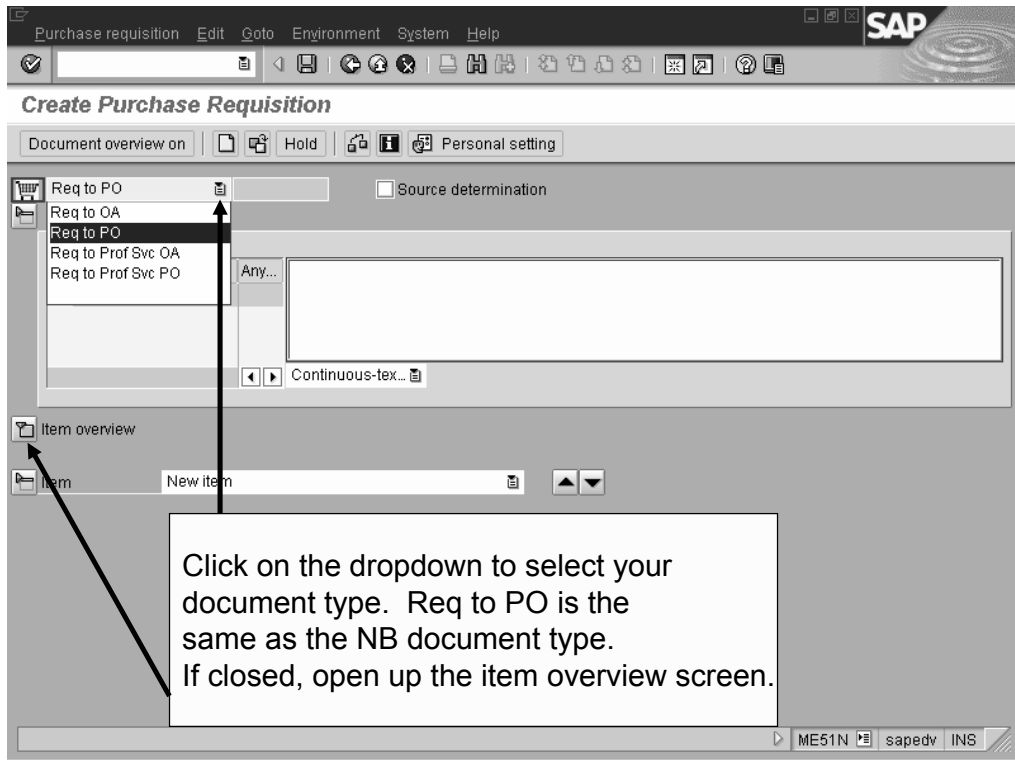 Purchase requisition Edit Goto Environment System Help
SAP
Create Purchase Requisition
Document overview on Hold Personal setting
Req to PO Source determination
Req to OA
Req to PO
Req to Prof Svc OA
Req to Prof Svc PO
Any...
Continuous-tex...
Item overview
Item New item
Click on the dropdown to select your
document type. Req to PO is the
same as the NB document type.
If closed, open up the item overview screen.
ME51N sapedv INS